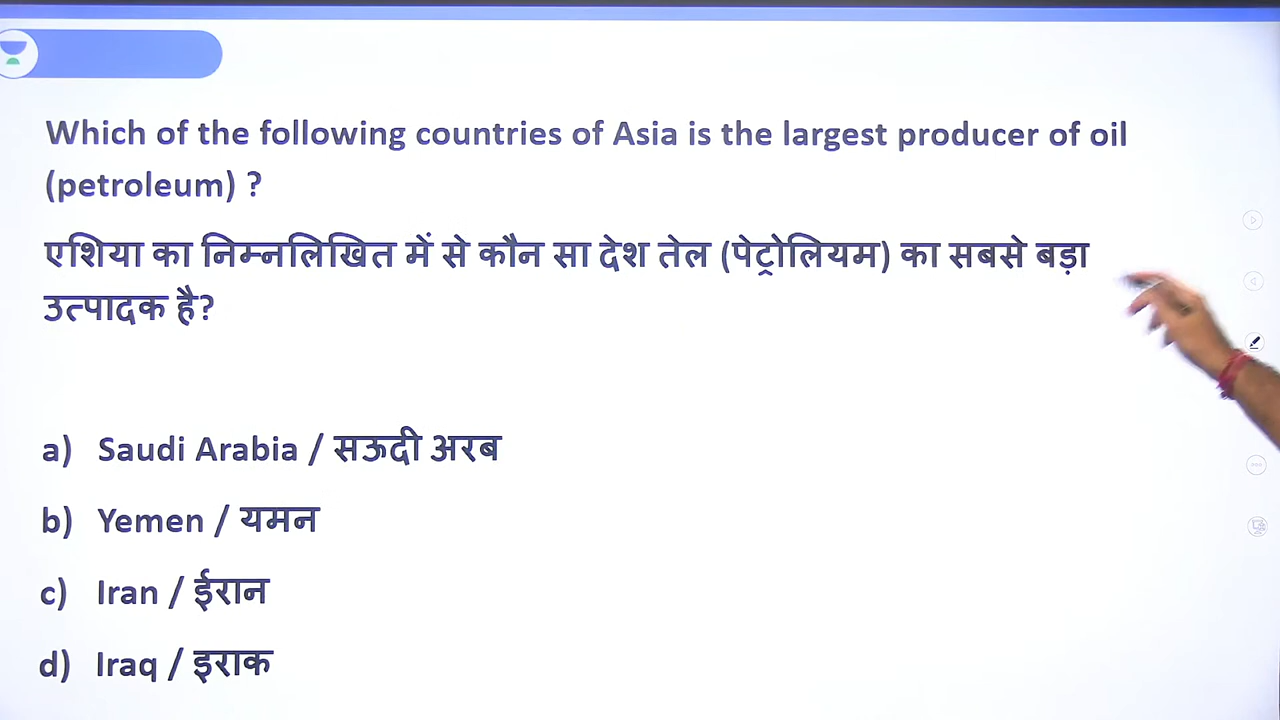 Which of the following countries of Asia is the largest producer of oil
(petroleum) ?
एशिया का निम्नलिखित में से कौन सा देश तेल (पेट्रोलियम) का सबसे बड़ा
उत्पादक है?
a) Saudi Arabia / सऊदी अरब
b) Yemen / यमन
c) Iran / ईरान
d) Iraq / इराक